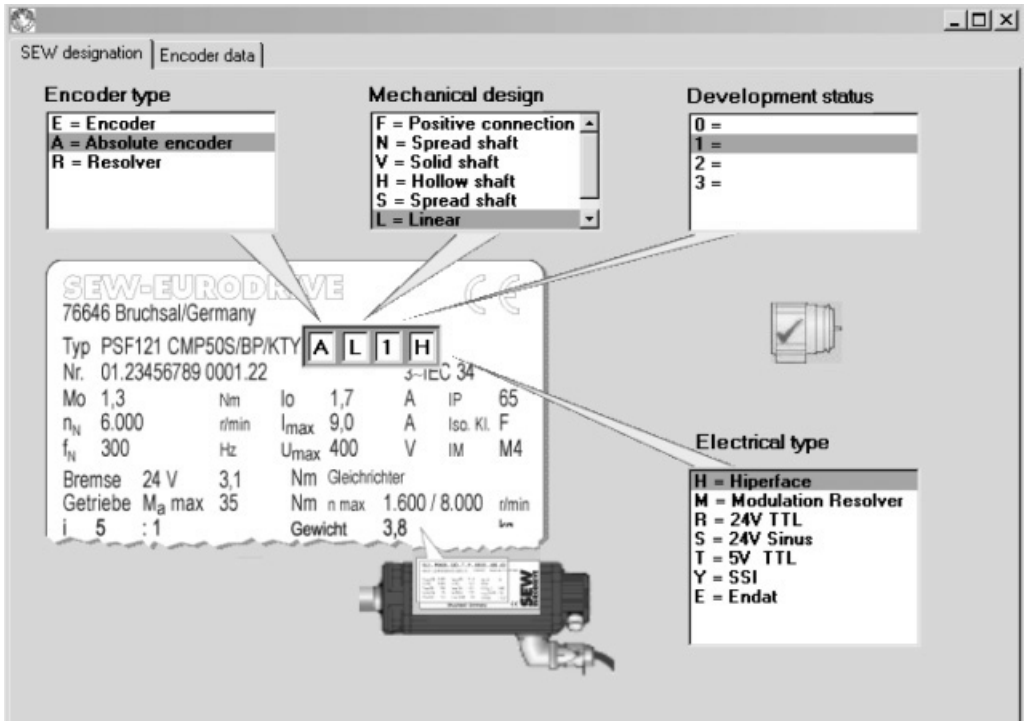 SEW designation
Encoder data
Encoder type
E = Encoder
A = Absolute encoder
R = Resolver
Mechanical design
F = Positive connection
N = Spread shaft
V = Solid shaft
H = Hollow shaft
S = Spread shaft
L = Linear
Development status
0 =
1 =
2 =
3 =
SEW-EURODRIVE CE
76646 Bruchsal/Germany
Typ PSF121 CMP50S/BP/KTY A L 1 H
Nr. 01.23456789 0001.22 3~IEC 34
Mo 1,3 Nm Io 1,7 A IP 65
nN 6.000 r/min Imax 9,0 A Iso. Kl. F
fN 300 Hz Umax 400 V IM M4
Bremse 24 V 3,1 Nm Gleichrichter
Getriebe Ma max 35 Nm n max 1.600 / 8.000 r/min
i 5 :1 Gewicht 3,8
Electrical type
H = Hiperface
M = Modulation Resolver
R = 24V TTL
S = 24V Sinus
T = 5V TTL
Y = SSI
E = Endat
SEW